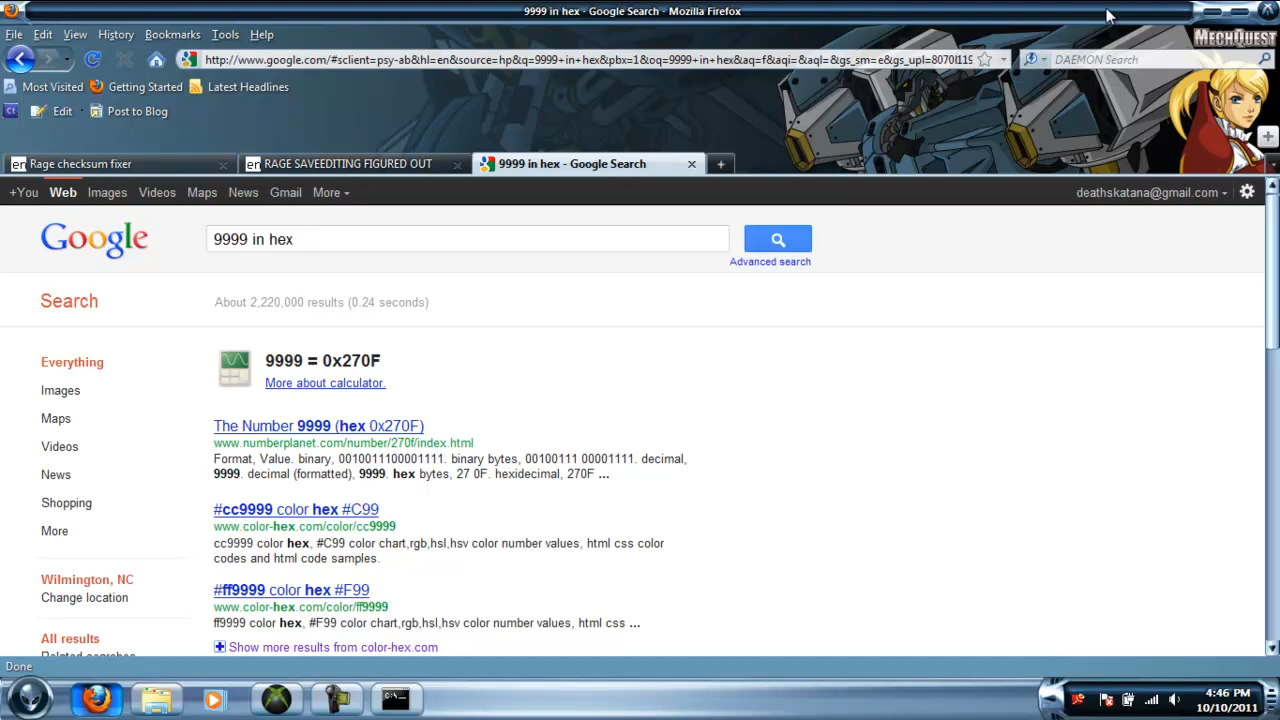 9999 in hex - Google Search - Mozilla Firefox
File Edit View History Bookmarks Tools Help
MECHQUEST
http://www.google.com/#sclient=psy-ab&hl=en&source=hp&q=9999+in+hex&pbx=1&oq=9999+in+hex&aq=f&aqi=&aql=&gs_sm=e&gs_upl=8070l119
DAEMON Search
Most Visited Getting Started Latest Headlines
Edit Post to Blog
Rage checksum fixer
RAGE SAVEEDITING FIGURED OUT
9999 in hex - Google Search
+You Web Images Videos Maps News Gmail More
deathskatana@gmail.com
Google
9999 in hex
Advanced search
Search
About 2,220,000 results (0.24 seconds)
Everything
Images
Maps
Videos
News
Shopping
More
Wilmington, NC
Change location
All results
Related searches
9999 = 0x270F
More about calculator.
The Number 9999 (hex 0x270F)
www.numberplanet.com/number/270f/index.html
Format, Value. binary, 0010011100001111. binary bytes, 00100111 00001111. decimal,
9999. decimal (formatted), 9999. hex bytes, 27 0F. hexidecimal, 270F ...
#cc9999 color hex #C99
www.color-hex.com/color/cc9999
cc9999 color hex, #C99 color chart,rgb,hsl,hsv color number values, html css color
codes and html code samples.
#ff9999 color hex #F99
www.color-hex.com/color/ff9999
ff9999 color hex, #F99 color chart,rgb,hsl,hsv color number values, html css ...
Show more results from color-hex.com
Done
4:46 PM
10/10/2011